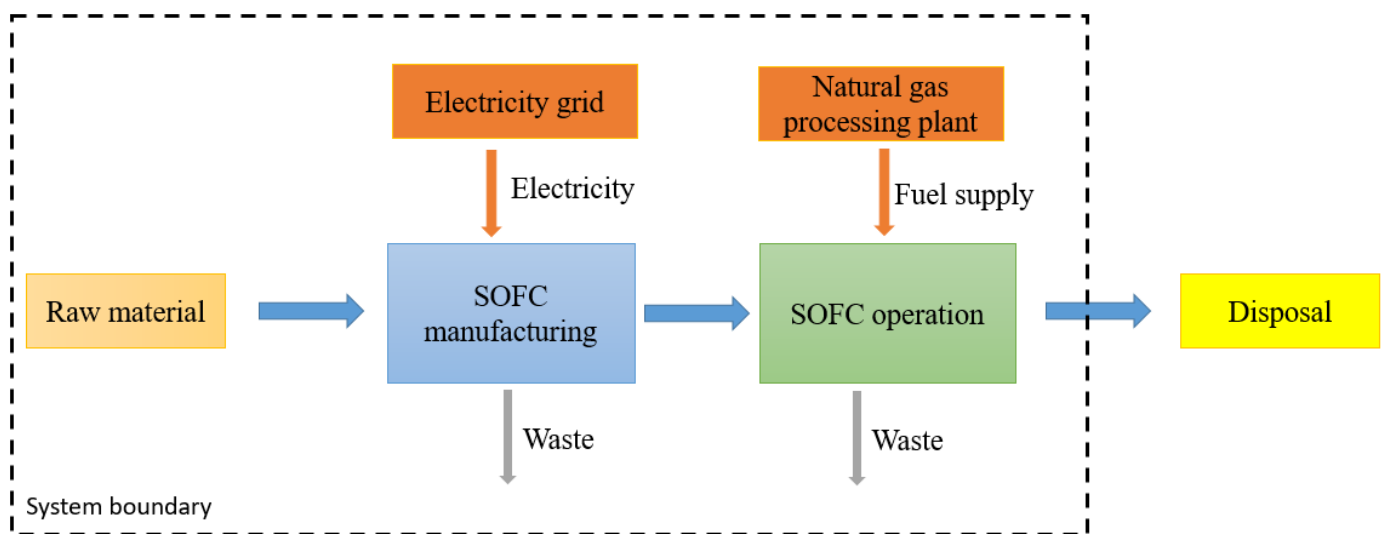 Electricity grid
Natural gas
processing plant
Electricity
Fuel supply
Raw material
SOFC
manufacturing
SOFC operation
Disposal
Waste
Waste
System boundary